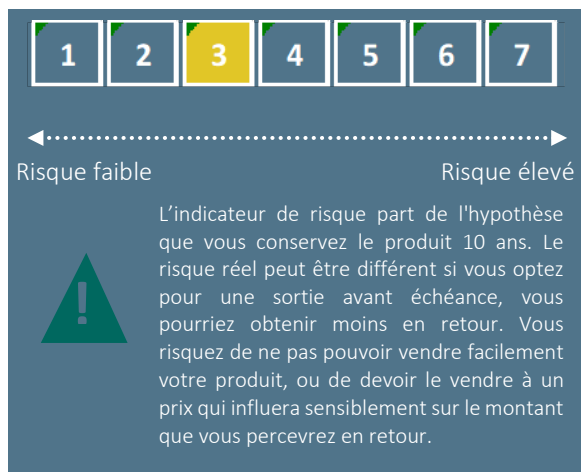 1 2 3 4 5 6 7
Risque faible Risque élevé
L’indicateur de risque part de l'hypothèse
que vous conservez le produit 10 ans. Le
risque réel peut être différent si vous optez
pour une sortie avant échéance, vous
pourriez obtenir moins en retour. Vous
risquez de ne pas pouvoir vendre facilement
votre produit, ou de devoir le vendre à un
prix qui influera sensiblement sur le montant
que vous percevrez en retour.
!